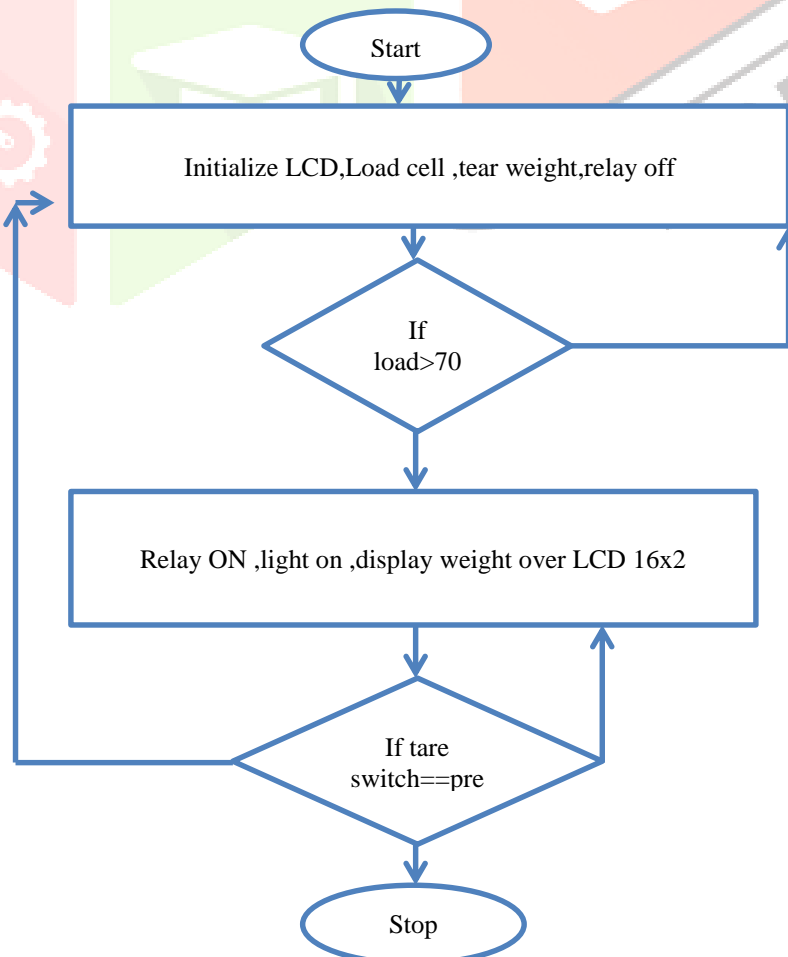 Start
Initialize LCD,Load cell ,tear weight,relay off
If
load>70
Relay ON ,light on ,display weight over LCD 16x2
If tare
switch==pre
Stop